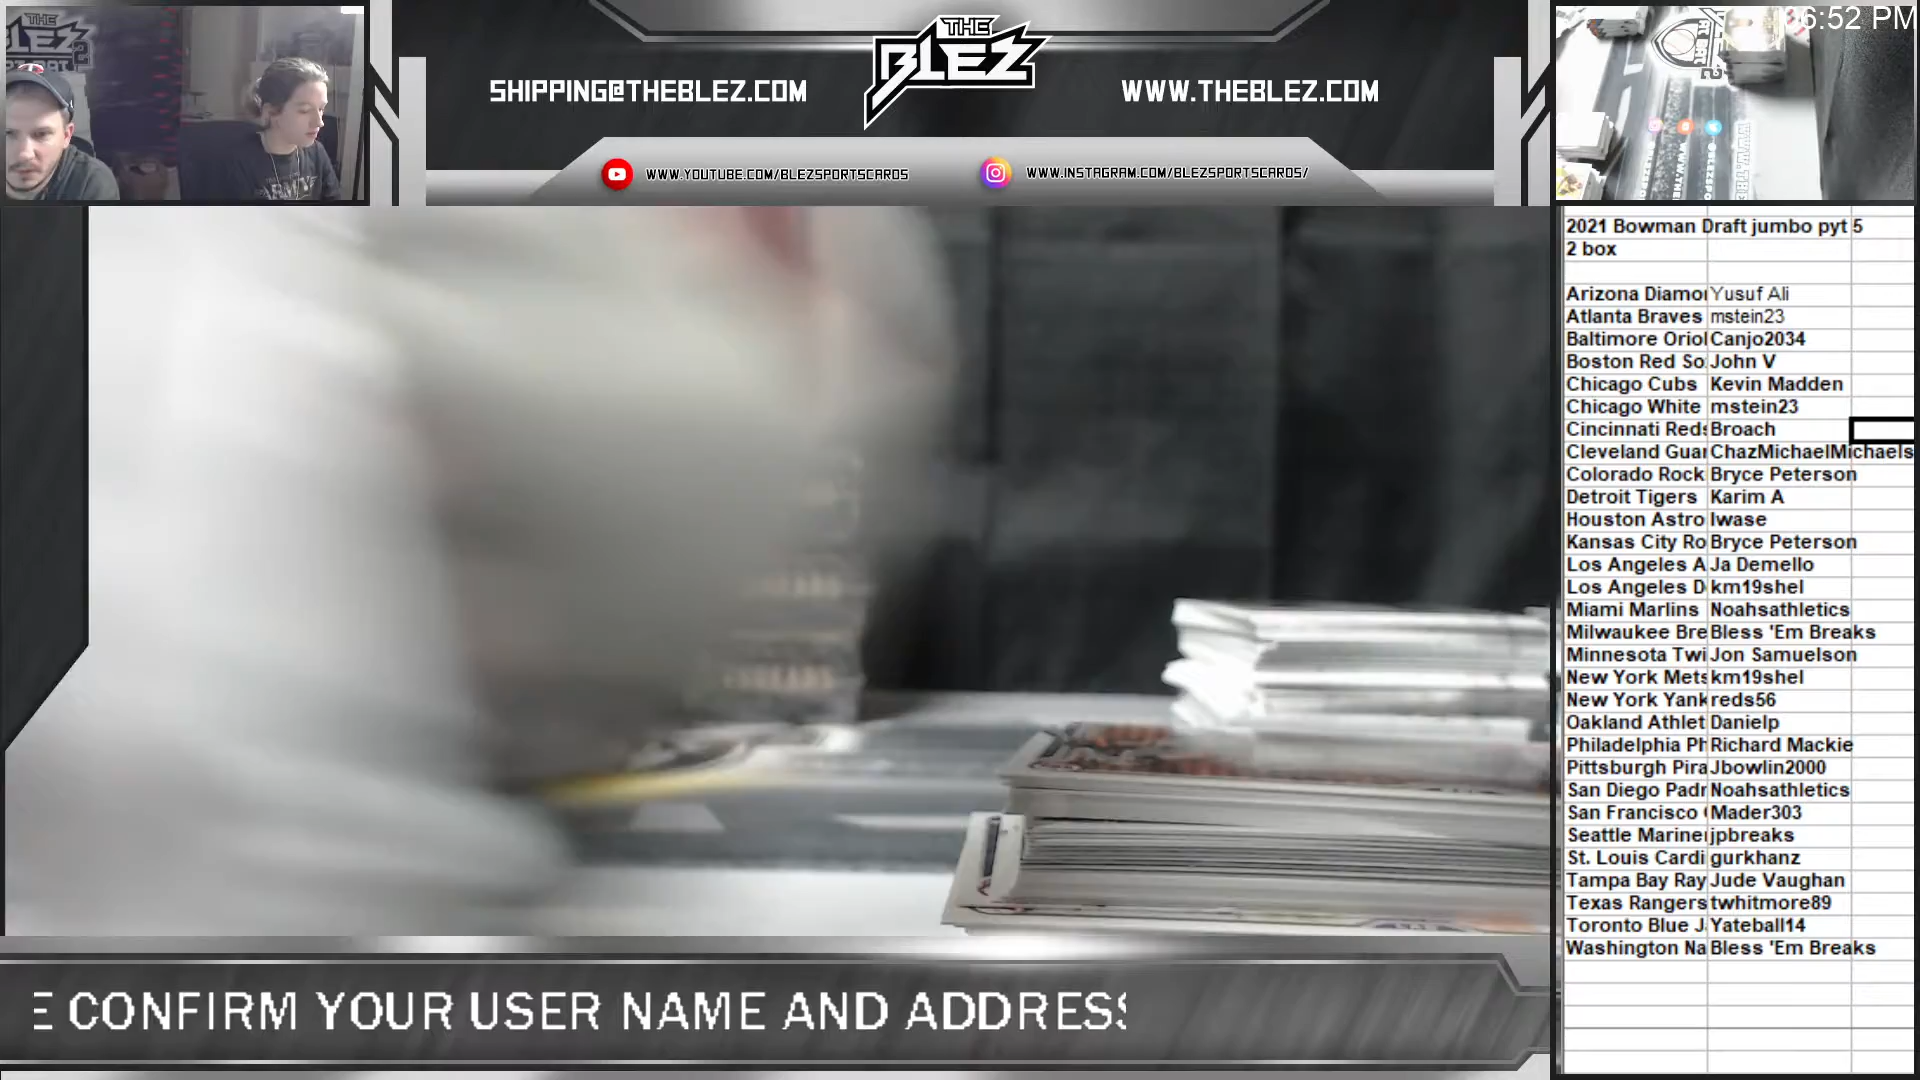 THE
BLEZ
SHIPPING@THEBLEZ.COM
WWW.THEBLEZ.COM
WWW.YOUTUBE.COM/BLEZSPORTSCARDS
WWW.INSTAGRAM.COM/BLEZSPORTSCARDS/
06:52 PM
2021 Bowman Draft jumbo pyt 5
2 box
Arizona Diamo Yusuf Ali
Atlanta Braves mstein23
Baltimore Oriol Canjo2034
Boston Red So John V
Chicago Cubs Kevin Madden
Chicago White mstein23
Cincinnati Reds Broach
Cleveland Guar ChazMichaelMichaels
Colorado Rock Bryce Peterson
Detroit Tigers Karim A
Houston Astro Iwase
Kansas City Ro Bryce Peterson
Los Angeles A Ja Demello
Los Angeles D km19shel
Miami Marlins Noahsathletics
Milwaukee Bre Bless 'Em Breaks
Minnesota Twi Jon Samuelson
New York Mets km19shel
New York Yank reds56
Oakland Athlet Danielp
Philadelphia Ph Richard Mackie
Pittsburgh Pira Jbowlin2000
San Diego Padr Noahsathletics
San Francisco Mader303
Seattle Mariner jpbreaks
St. Louis Cardi gurkhanz
Tampa Bay Ray Jude Vaughan
Texas Rangers twhitmore89
Toronto Blue J Yateball14
Washington Na Bless 'Em Breaks
E CONFIRM YOUR USER NAME AND ADDRESS